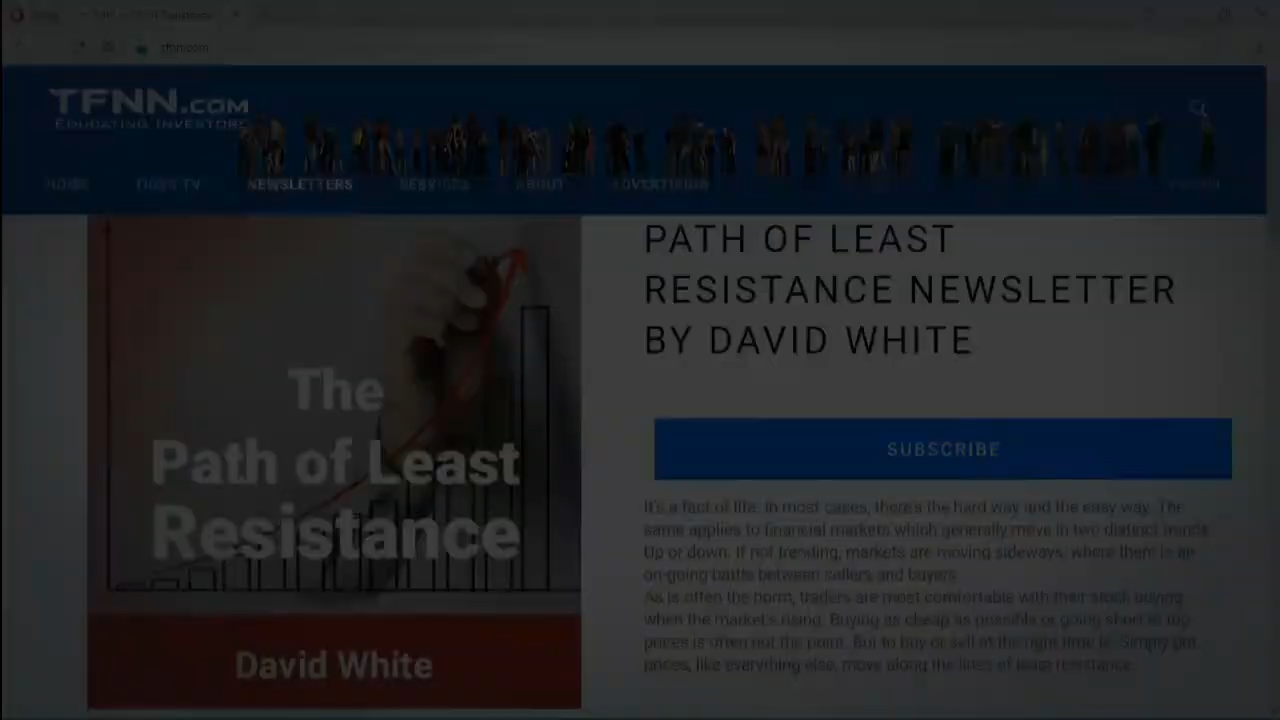 tfnn.com
TFNN.COM
EDUCATING INVESTORS
HOME TIGER TV NEWSLETTERS SERVICES ABOUT ADVERTISING
PATH OF LEAST
RESISTANCE NEWSLETTER
BY DAVID WHITE
The
Path of Least
Resistance
David White
SUBSCRIBE
It's a fact of life. In most cases, there's the hard way and the easy way. The
same applies to financial markets which generally move in two distinct trends.
Up or down. If not trending, markets are moving sideways, where there is an
on-going battle between sellers and buyers.
As is often the norm, traders are most comfortable with their stock buying
when the market's rising. Buying as cheap as possible or going short at top
prices is often not the point. But to buy or sell at the right time is. Simply put
prices, like everything else, move along the lines of least resistance.